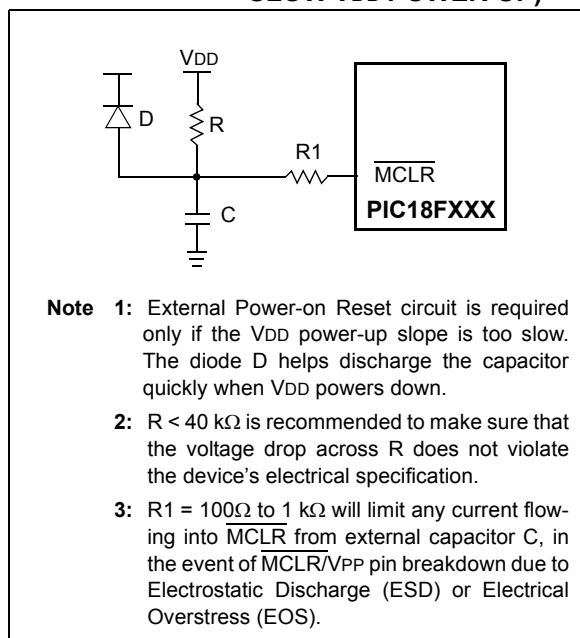 VDD
D
R
R1
MCLR
C
PIC18FXXX
Note 1: External Power-on Reset circuit is required
only if the VDD power-up slope is too slow.
The diode D helps discharge the capacitor
quickly when VDD powers down.
2: R < 40 kΩ is recommended to make sure that
the voltage drop across R does not violate
the device's electrical specification.
3: R1 = 100Ω to 1 kΩ will limit any current flow-
ing into MCLR from external capacitor C, in
the event of MCLR/VPP pin breakdown due to
Electrostatic Discharge (ESD) or Electrical
Overstress (EOS).